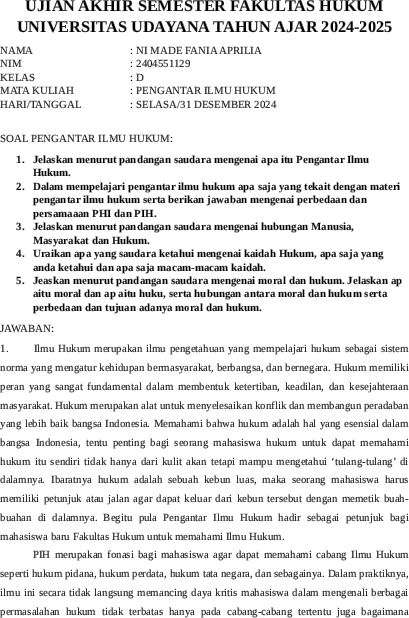 UJIAN AKHIR SEMESTER FAKULTAS HUKUM
UNIVERSITAS UDAYANA TAHUN AJAR 2024-2025
NAMA : NI MADE FANIA APRILIA
NIM : 2404551129
KELAS : D
MATA KULIAH : PENGANTAR ILMU HUKUM
HARI/TANGGAL : SELASA/31 DESEMBER 2024
SOAL PENGANTAR ILMU HUKUM:
1. Jelaskan menurut pandangan saudara mengenai apa itu Pengantar Ilmu
Hukum.
2. Dalam mempelajari pengantar ilmu hukum apa saja yang tekait dengan materi
pengantar ilmu hukum serta berikan jawaban mengenai perbedaan dan
persamaaan PHI dan PIH.
3. Jelaskan menurut pandangan saudara mengenai hubungan Manusia,
Masyarakat dan Hukum.
4. Uraikan apa yang saudara ketahui mengenai kaidah Hukum, apa saja yang
anda ketahui dan apa saja macam-macam kaidah.
5. Jeaskan menurut pandangan saudara mengenai moral dan hukum. Jelaskan ap
aitu moral dan ap aitu huku, serta hubungan antara moral dan hukum serta
perbedaan dan tujuan adanya moral dan hukum.
JAWABAN:
1. Ilmu Hukum merupakan ilmu pengetahuan yang mempelajari hukum sebagai sistem
norma yang mengatur kehidupan bermasyarakat, berbangsa, dan bernegara. Hukum memiliki
peran yang sangat fundamental dalam membentuk ketertiban, keadilan, dan kesejahteraan
masyarakat. Hukum merupakan alat untuk menyelesaikan konflik dan membangun peradaban
yang lebih baik bangsa Indonesia. Memahami bahwa hukum adalah hal yang esensial dalam
bangsa Indonesia, tentu penting bagi seorang mahasiswa hukum untuk dapat memahami
hukum itu sendiri tidak hanya dari kulit akan tetapi mampu mengetahui ‘tulang-tulang’ di
dalamnya. Ibaratnya hukum adalah sebuah kebun luas, maka seorang mahasiswa harus
memiliki petunjuk atau jalan agar dapat keluar dari kebun tersebut dengan memetik buah-
buahan di dalamnya. Begitu pula Pengantar Ilmu Hukum hadir sebagai petunjuk bagi
mahasiswa baru Fakultas Hukum untuk memahami Ilmu Hukum.
PIH merupakan fonasi bagi mahasiswa agar dapat memahami cabang Ilmu Hukum
seperti hukum pidana, hukum perdata, hukum tata negara, dan sebagainya. Dalam praktiknya,
ilmu ini secara tidak langsung memancing daya kritis mahasiswa dalam mengenali berbagai
permasalahan hukum tidak terbatas hanya pada cabang-cabang tertentu juga bagaimana